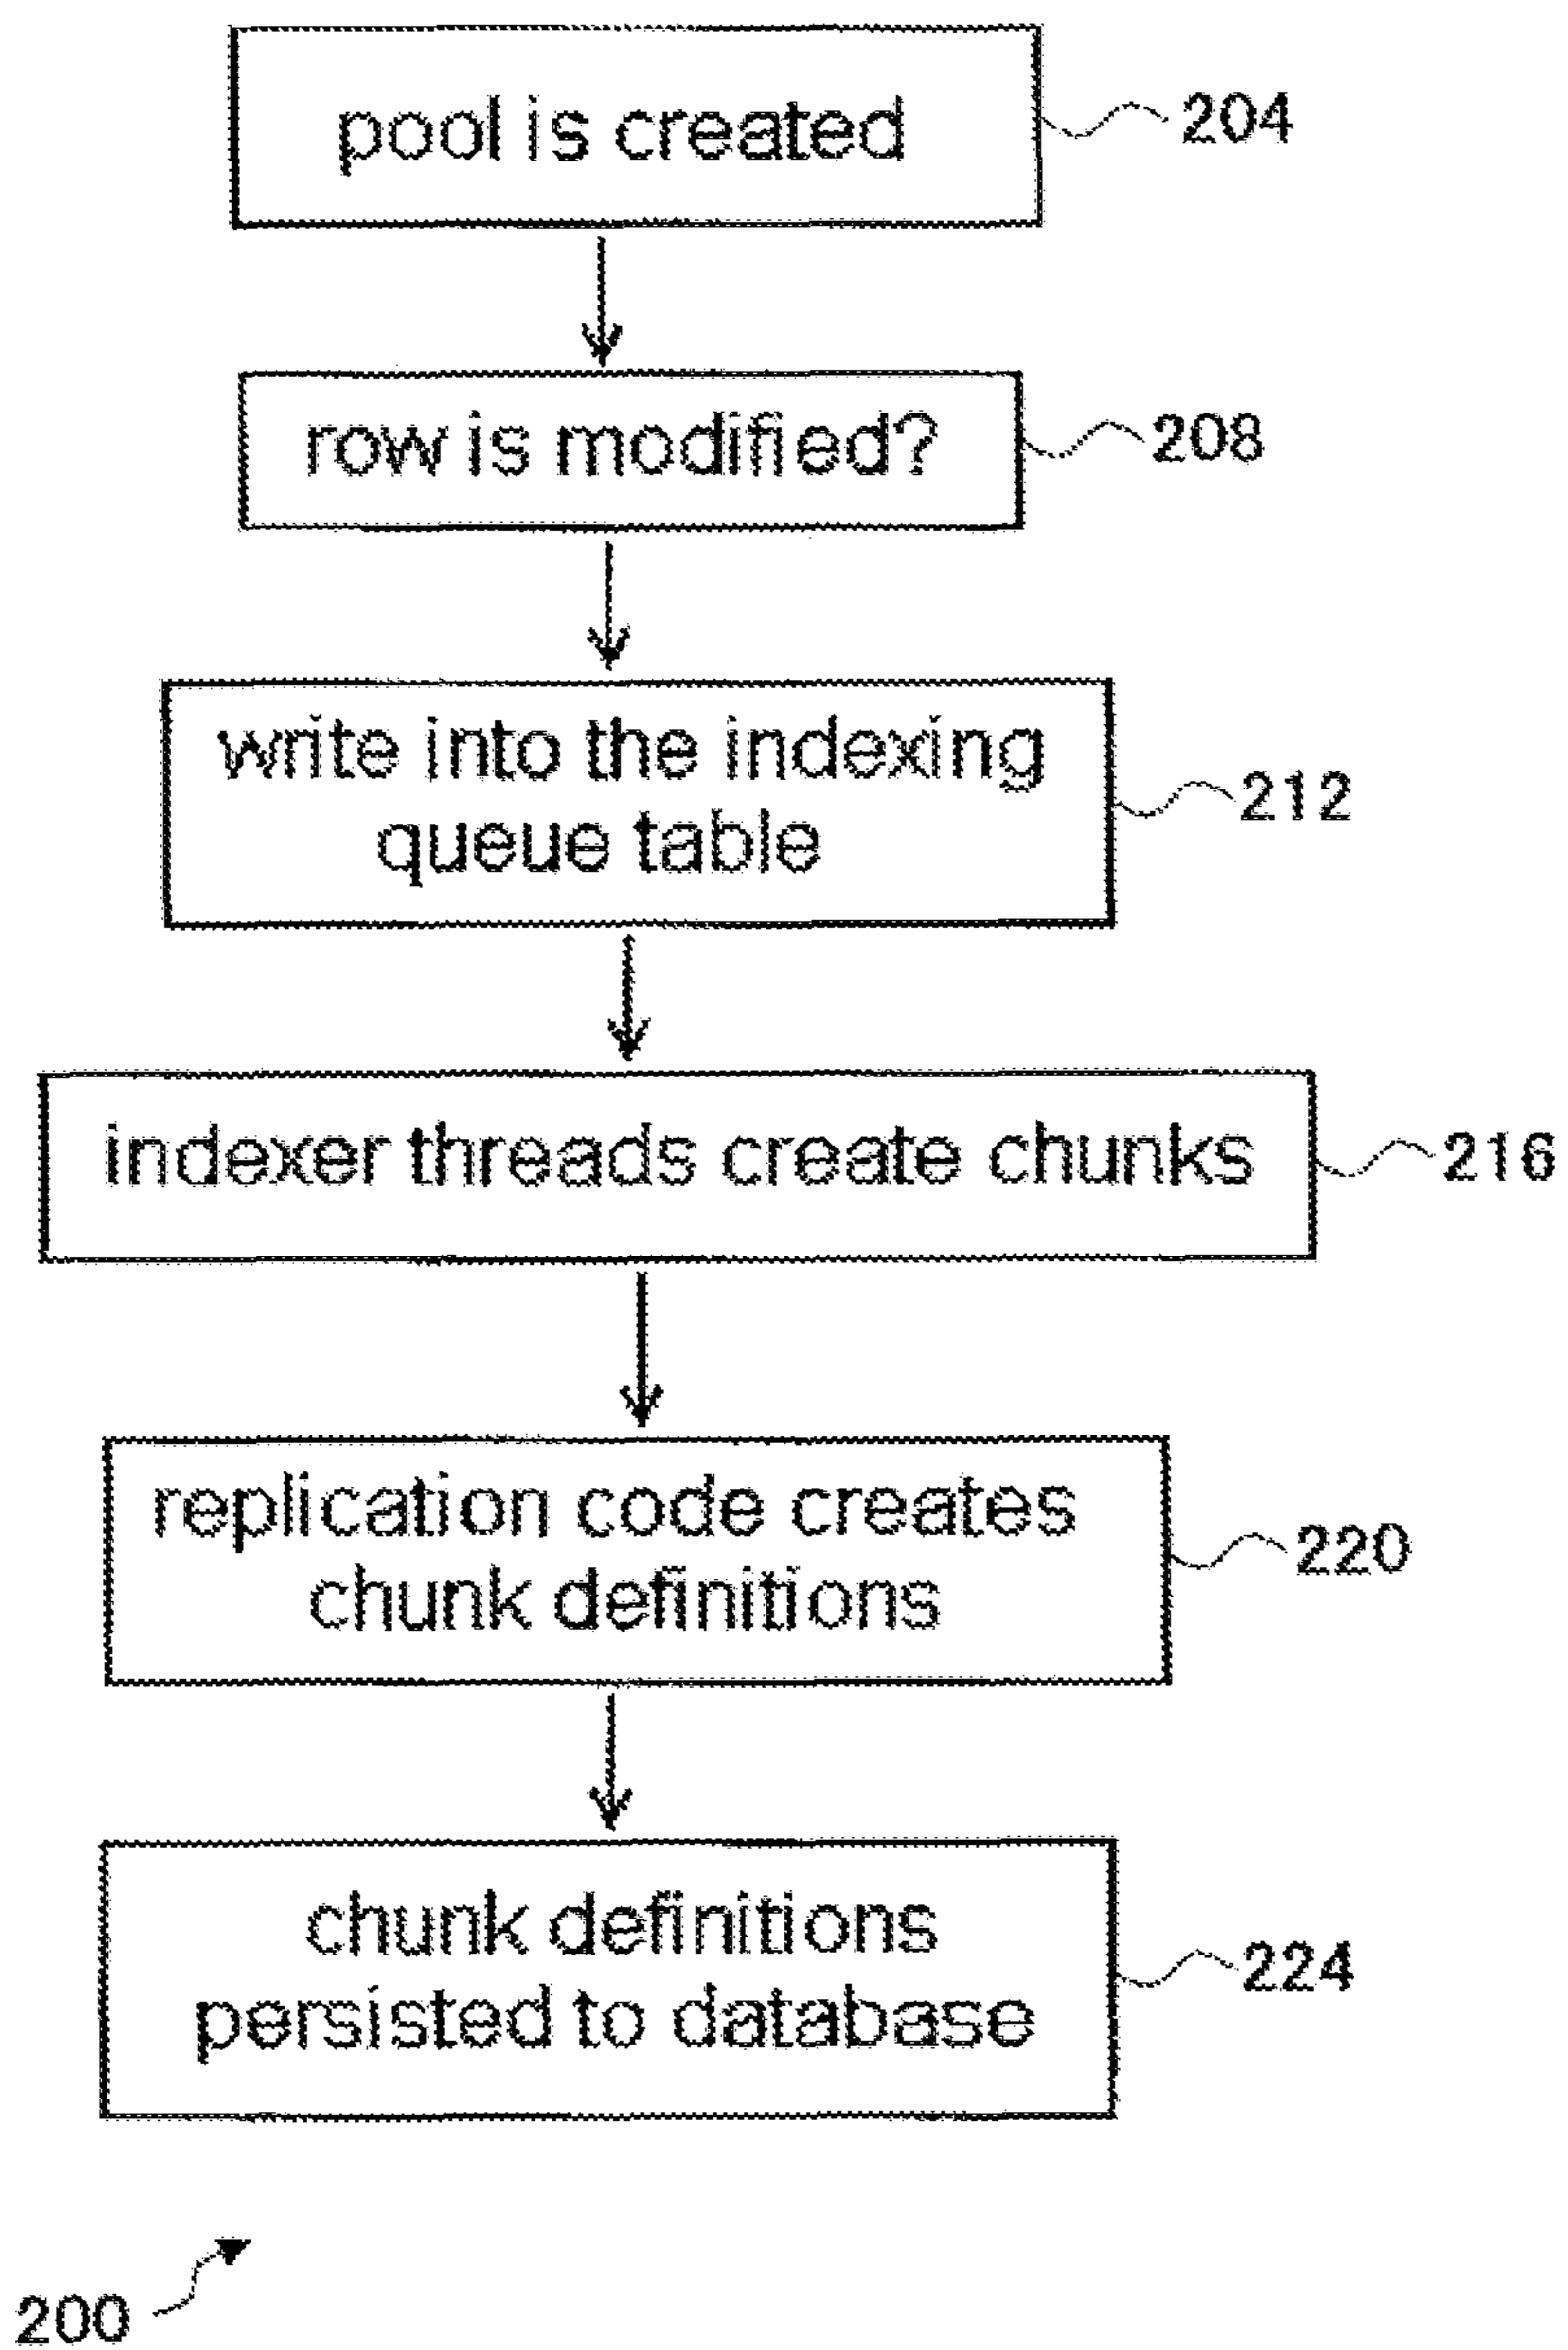 pool is created
204
row is modified?
208
write into the indexing
queue table
212
indexer threads create chunks
216
replication code creates
chunk definitions
220
chunk definitions
persisted to database
224
200